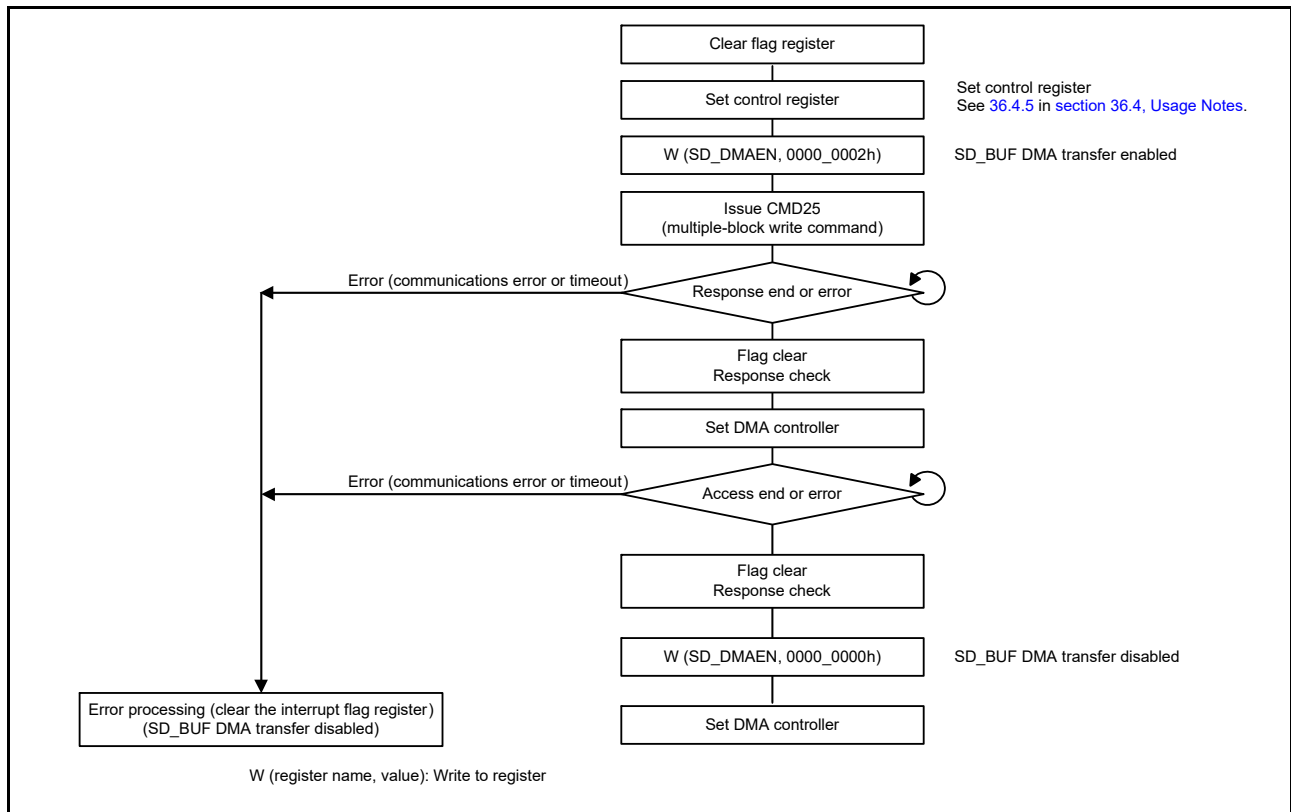 Clear flag register
Set control register
Set control register
See 36.4.5 in section 36.4, Usage Notes.
W (SD_DMAEN, 0000_0002h)
SD_BUF DMA transfer enabled
Issue CMD25
(multiple-block write command)
Error (communications error or timeout)
Response end or error
Flag clear
Response check
Set DMA controller
Error (communications error or timeout)
Access end or error
Flag clear
Response check
W (SD_DMAEN, 0000_0000h)
SD_BUF DMA transfer disabled
Error processing (clear the interrupt flag register)
(SD_BUF DMA transfer disabled)
Set DMA controller
W (register name, value): Write to register